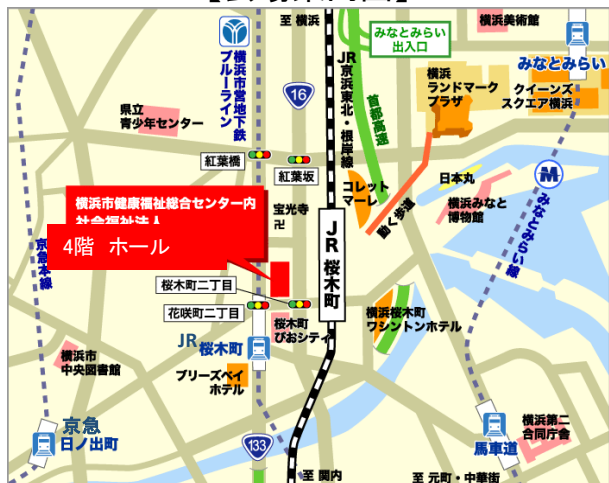 至 横浜
横浜美術館
みなとみらい
出入口
みなとみらい
横浜市営地下鉄
ブルーライン
16
JR
京浜東北・根岸線
首都高速
横浜
ランドマーク
プラザ
クイーンズ
スクエア横浜
県立
青少年センター
紅葉橋
紅葉坂
コレット
マーレ
動く歩道
日本丸
横浜みなと
博物館
M
みなとみらい線
横浜市健康福祉総合センター内
社会福祉法人
4階 ホール
宝光寺
卍
JR 桜木町
京急本線
桜木町二丁目
花咲町二丁目
桜木町
ぴおシティ
横浜桜木町
ワシントンホテル
JR
桜木町
横浜市
中央図書館
ブリーズベイ
ホテル
京急
日ノ出町
133
馬車道
横浜第二
合同庁舎
至 関内
至 元町・中華街